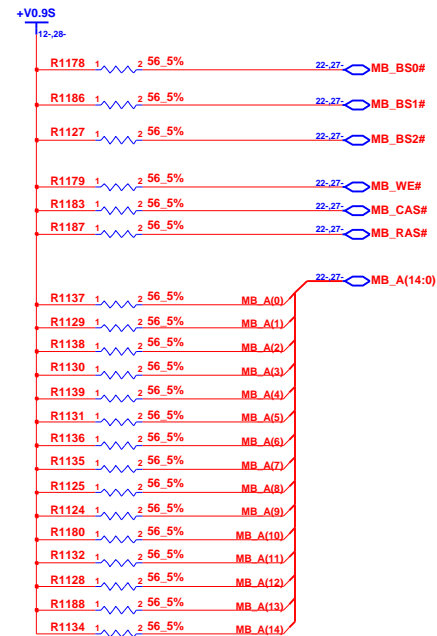 +V0.9S
12-,28-
R1178 1 2 56_5% 22-,27- MB_BS0#
R1186 1 2 56_5% 22-,27- MB_BS1#
R1127 1 2 56_5% 22-,27- MB_BS2#
R1179 1 2 56_5% 22-,27- MB_WE#
R1183 1 2 56_5% 22-,27- MB_CAS#
R1187 1 2 56_5% 22-,27- MB_RAS#
22-,27- MB_A(14:0)
R1137 1 2 56_5% MB_A(0)
R1129 1 2 56_5% MB_A(1)
R1138 1 2 56_5% MB_A(2)
R1130 1 2 56_5% MB_A(3)
R1139 1 2 56_5% MB_A(4)
R1131 1 2 56_5% MB_A(5)
R1136 1 2 56_5% MB_A(6)
R1135 1 2 56_5% MB_A(7)
R1125 1 2 56_5% MB_A(8)
R1124 1 2 56_5% MB_A(9)
R1180 1 2 56_5% MB_A(10)
R1132 1 2 56_5% MB_A(11)
R1128 1 2 56_5% MB_A(12)
R1188 1 2 56_5% MB_A(13)
R1134 1 2 56_5% MB_A(14)